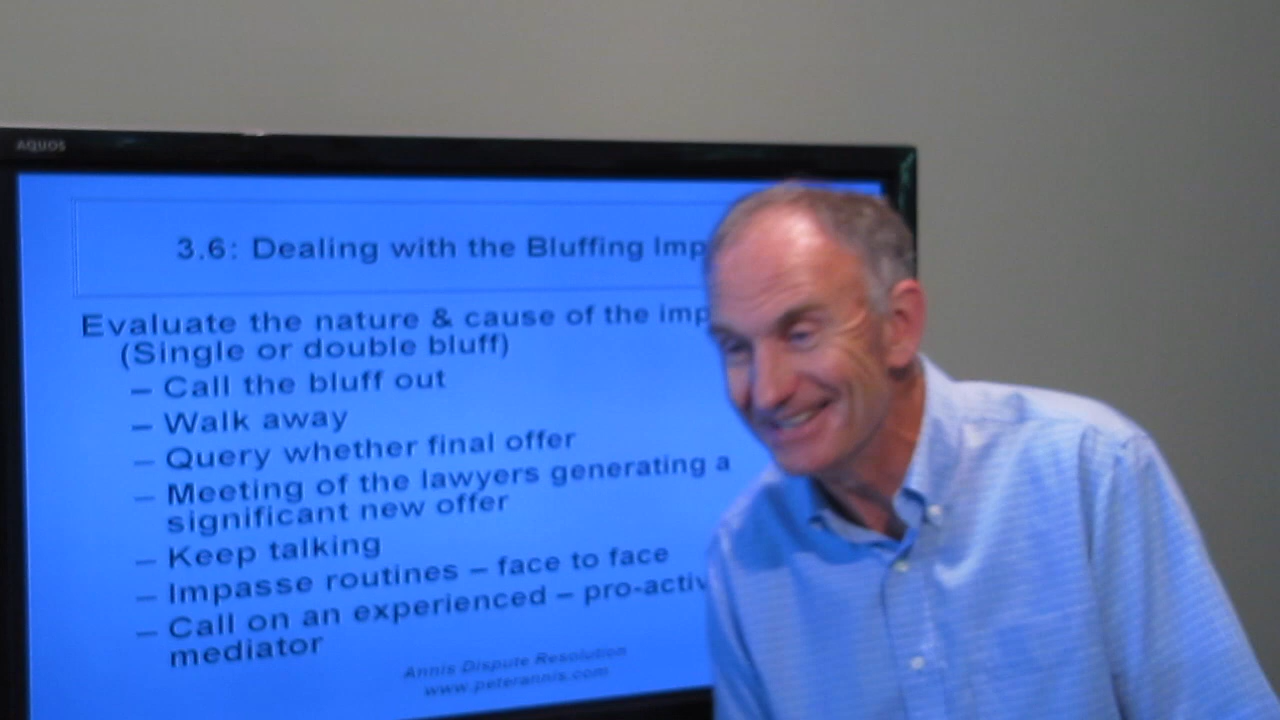 AQUOS
3.6: Dealing with the Bluffing Imp
Evaluate the nature & cause of the imp
(Single or double bluff)
– Call the bluff out
– Walk away
– Query whether final offer
– Meeting of the lawyers generating a
significant new offer
– Keep talking
– Impasse routines – face to face
– Call on an experienced – pro-activ
mediator
Annis Dispute Resolution
www.peterannis.com